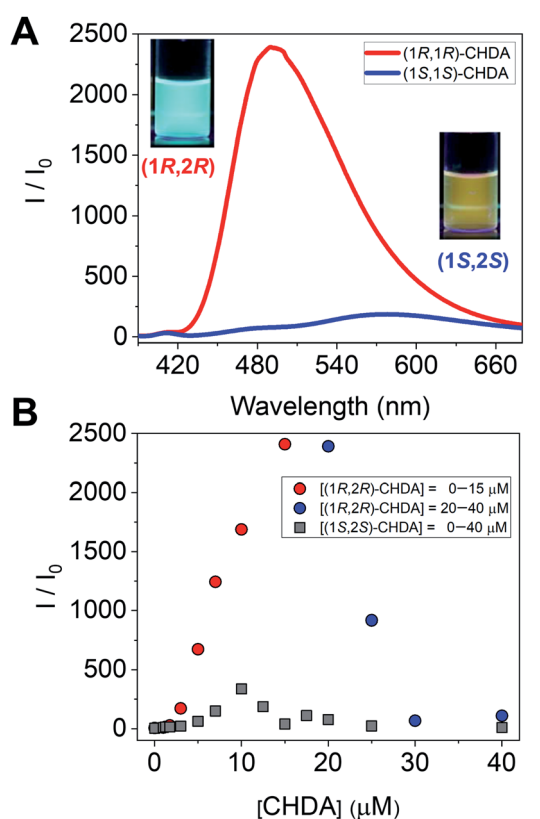 A
2500
2000
1500
1000
500
0
I / I₀
(1R,1R)-CHDA
(1S,1S)-CHDA
(1R,2R)
(1S,2S)
420 480 540 600 660
Wavelength (nm)
B
2500
2000
1500
1000
500
0
I / I₀
[(1R,2R)-CHDA] = 0−15 μM
[(1R,2R)-CHDA] = 20−40 μM
[(1S,2S)-CHDA] = 0−40 μM
0 10 20 30 40
[CHDA] (μM)